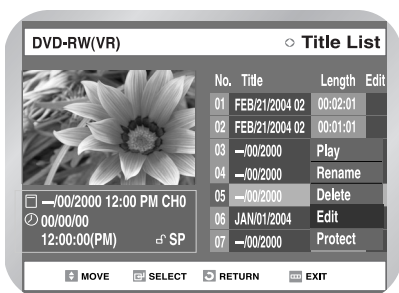 DVD-RW(VR) Title List
No. Title Length Edit
01 FEB/21/2004 02 00:02:01
02 FEB/21/2004 02 00:01:01
03 —/00/2000 Play
04 —/00/2000 Rename
05 —/00/2000 Delete
06 JAN/01/2004 Edit
07 —/00/2000 Protect
—/00/2000 12:00 PM CH0
00/00/00
12:00:00(PM) SP
MOVE SELECT RETURN EXIT